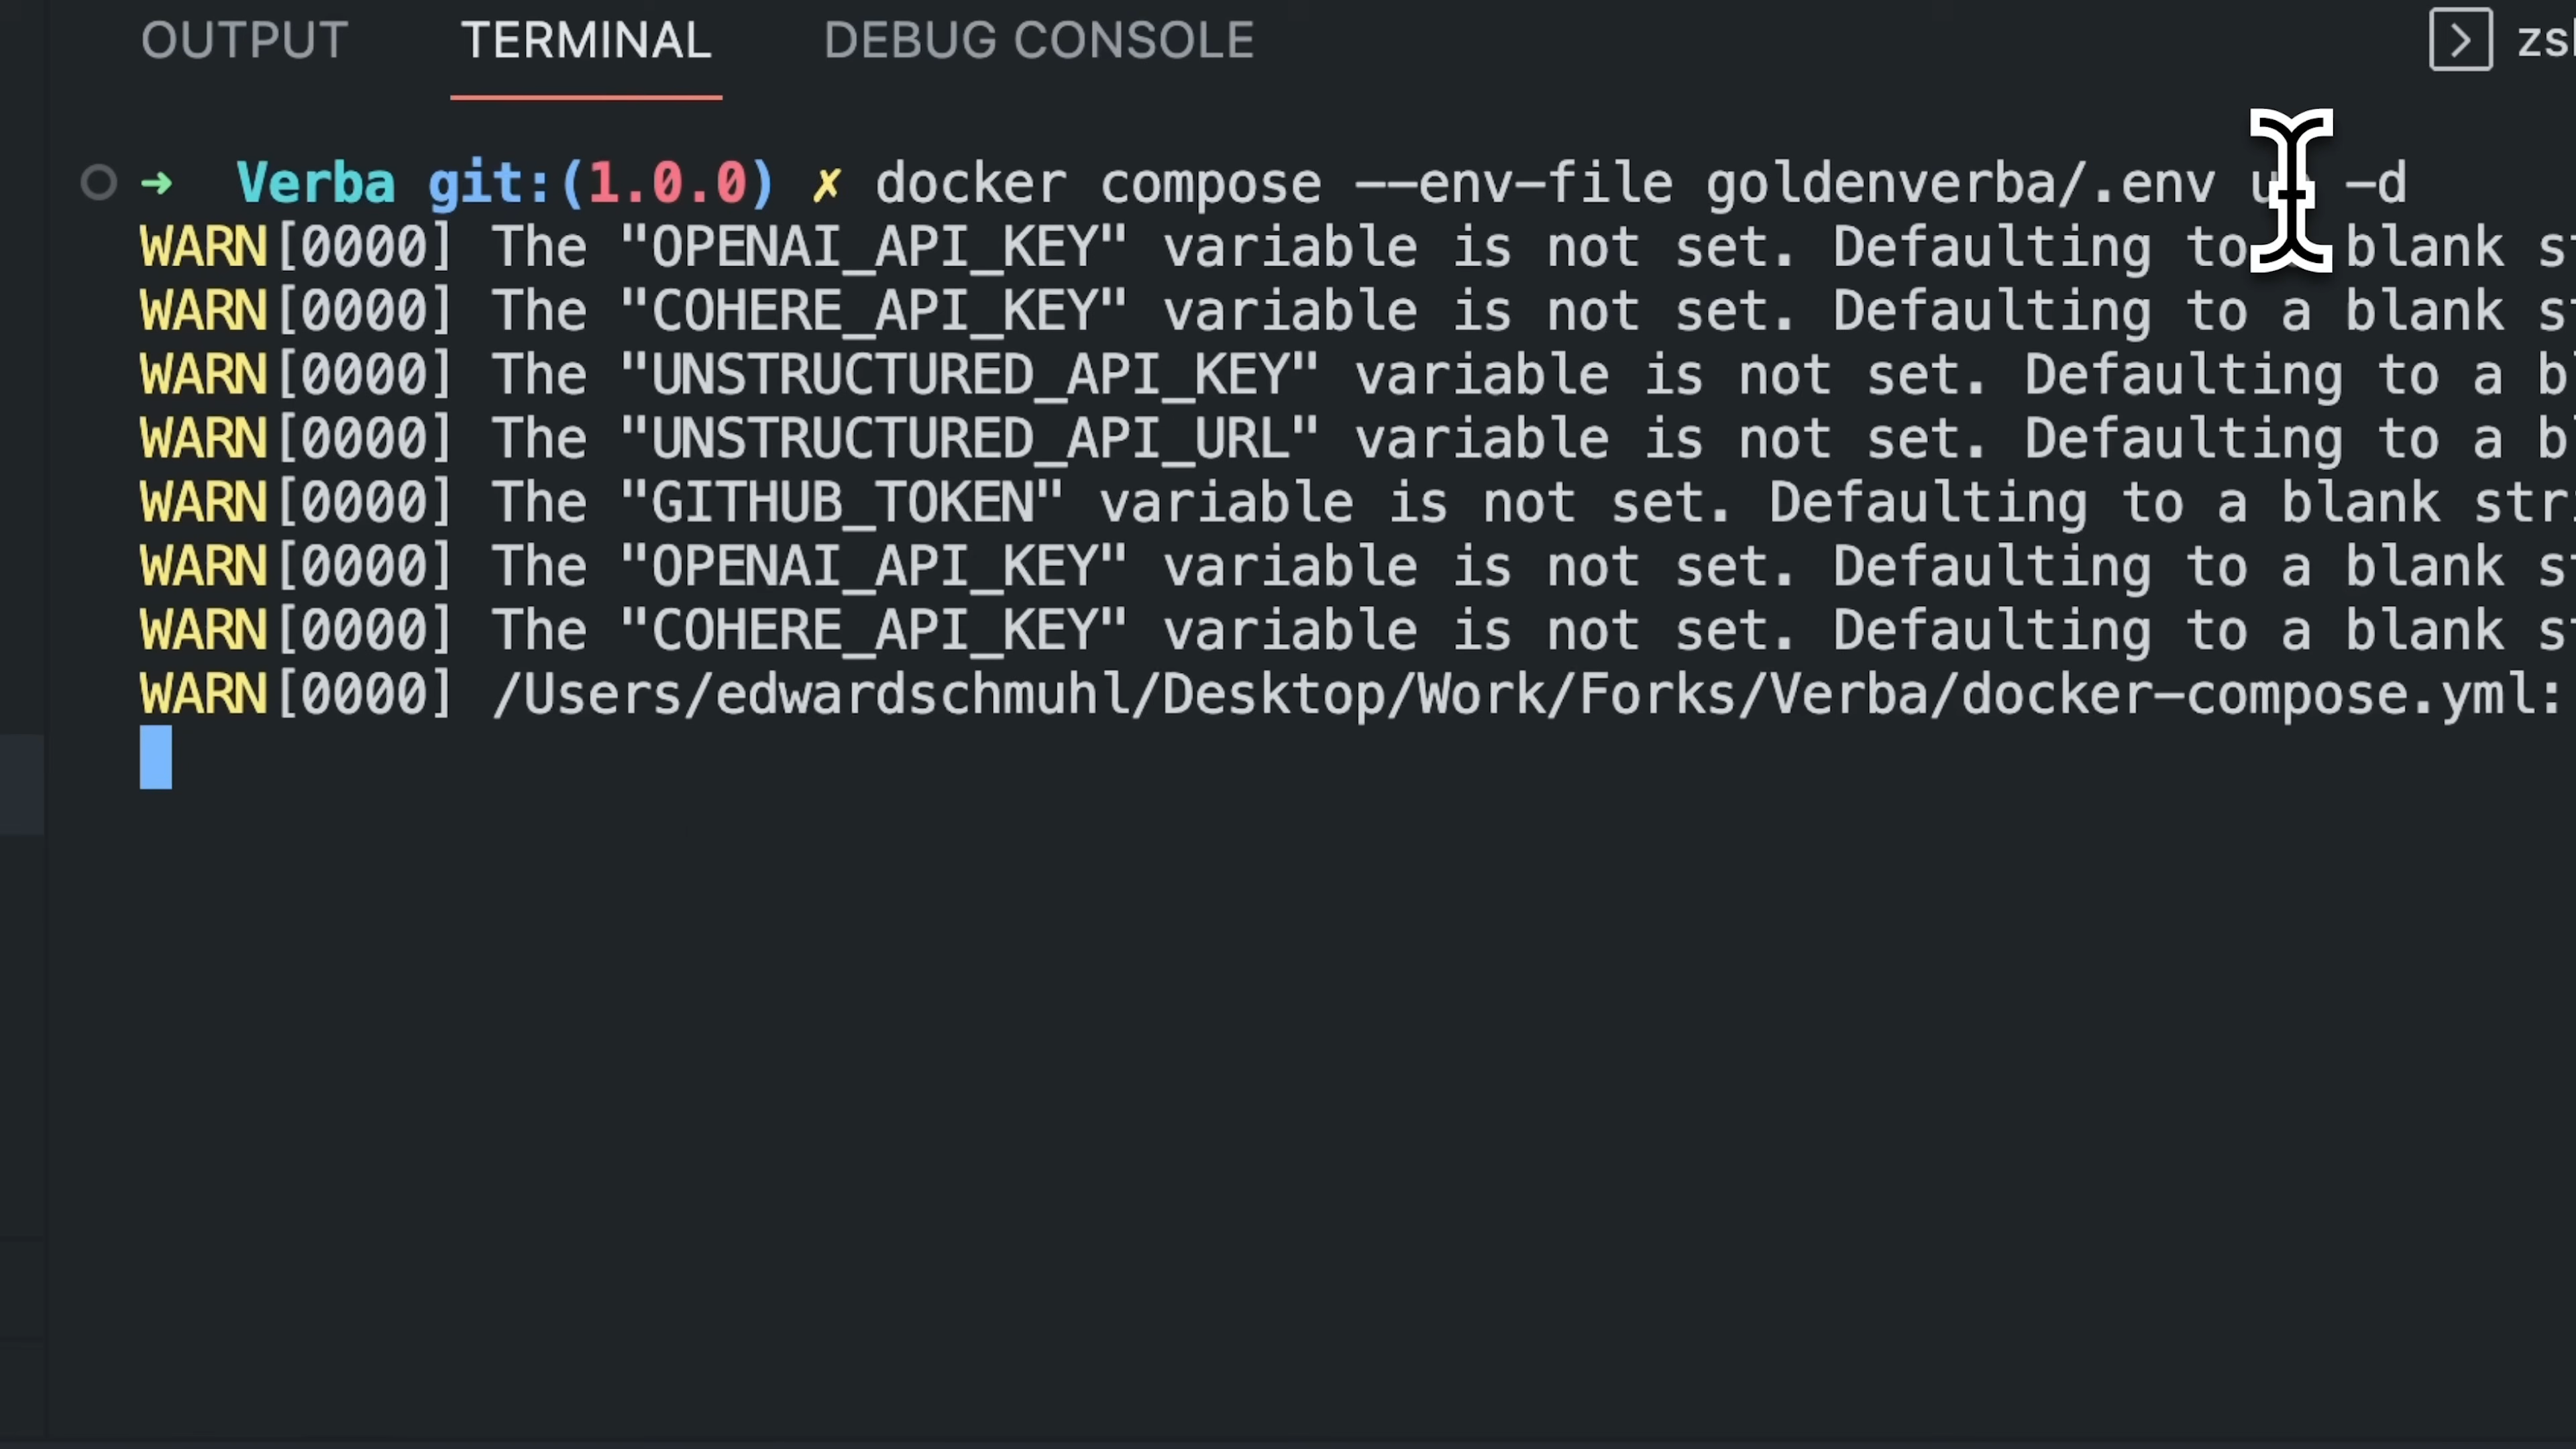 OUTPUT TERMINAL DEBUG CONSOLE
➜ Verba git:(1.0.0) ✗ docker compose --env-file goldenverba/.env -d
WARN[0000] The "OPENAI_API_KEY" variable is not set. Defaulting to blank
WARN[0000] The "COHERE_API_KEY" variable is not set. Defaulting to a blank
WARN[0000] The "UNSTRUCTURED_API_KEY" variable is not set. Defaulting to a
WARN[0000] The "UNSTRUCTURED_API_URL" variable is not set. Defaulting to a
WARN[0000] The "GITHUB_TOKEN" variable is not set. Defaulting to a blank
WARN[0000] The "OPENAI_API_KEY" variable is not set. Defaulting to a blank
WARN[0000] The "COHERE_API_KEY" variable is not set. Defaulting to a blank
WARN[0000] /Users/edwardschmuhl/Desktop/Work/Forks/Verba/docker-compose.yml: